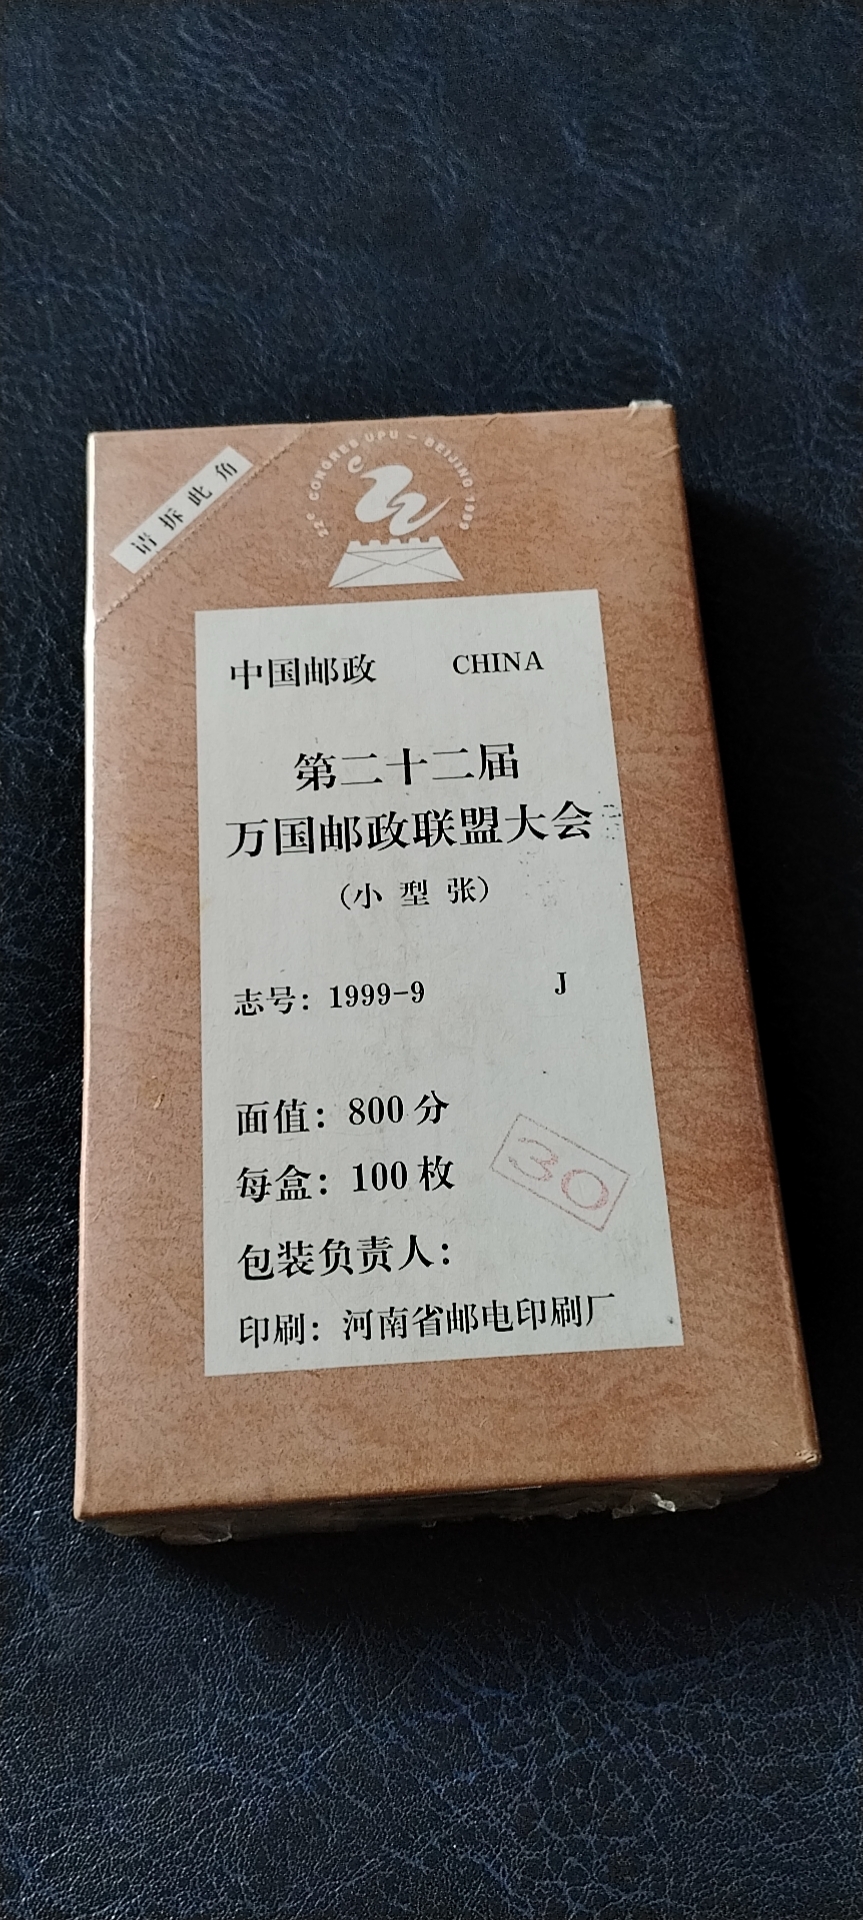 请拆此角
22e CONGRES UPU - BEIJING 1999
中国邮政 CHINA
第二十二届
万国邮政联盟大会
(小型张)
志号: 1999-9 J
面值: 800分
每盒: 100枚
30
包装负责人:
印刷: 河南省邮电印刷厂